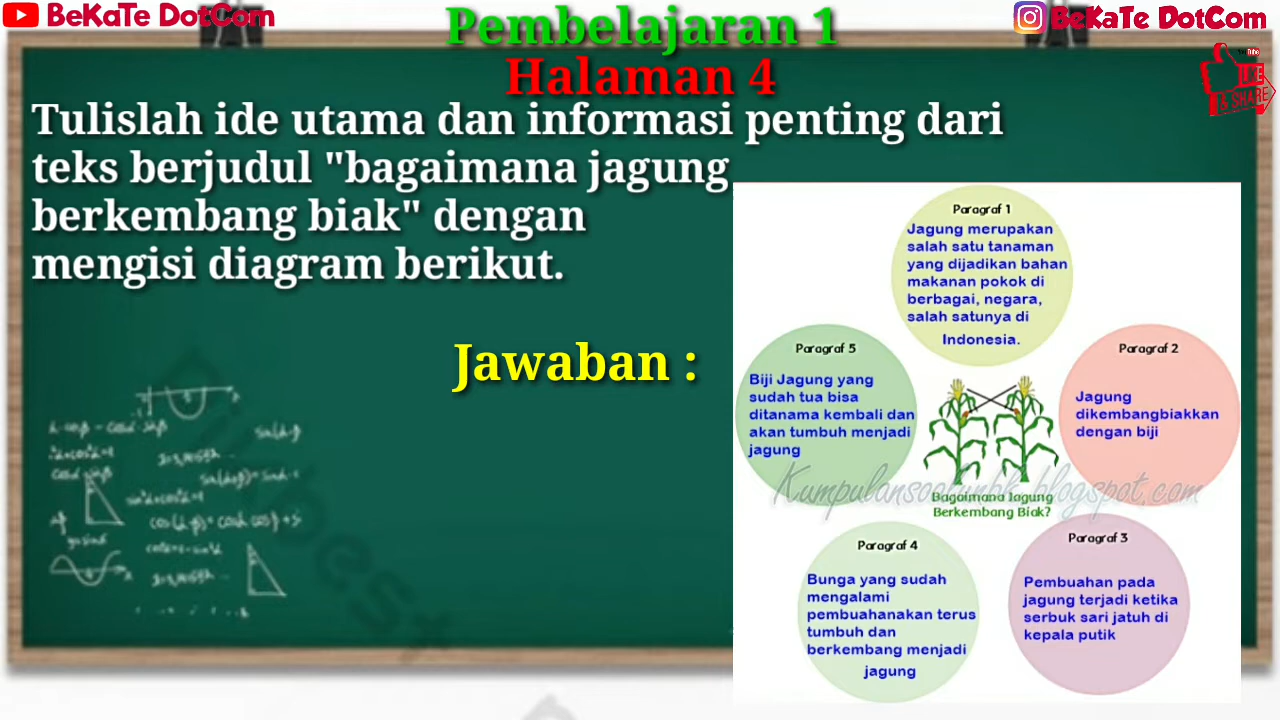 BeKaTe DotCom
BeKaTe DotCom
Pembelajaran 1
Halaman 4
LIKE
& SHARE
Tulislah ide utama dan informasi penting dari
teks berjudul "bagaimana jagung
berkembang biak" dengan
mengisi diagram berikut.
Jawaban :
Paragraf 1
Jagung merupakan
salah satu tanaman
yang dijadikan bahan
makanan pokok di
berbagai, negara,
salah satunya di
Indonesia.
Paragraf 2
Jagung
dikembangbiakkan
dengan biji
Paragraf 3
Pembuahan pada
jagung terjadi ketika
serbuk sari jatuh di
kepala putik
Paragraf 4
Bunga yang sudah
mengalami
pembuahanakan terus
tumbuh dan
berkembang menjadi
jagung
Paragraf 5
Biji Jagung yang
sudah tua bisa
ditanama kembali dan
akan tumbuh menjadi
jagung
Bagaimana Jagung
Berkembang Biak?
Kumpulansoalunbk.blogspot.com